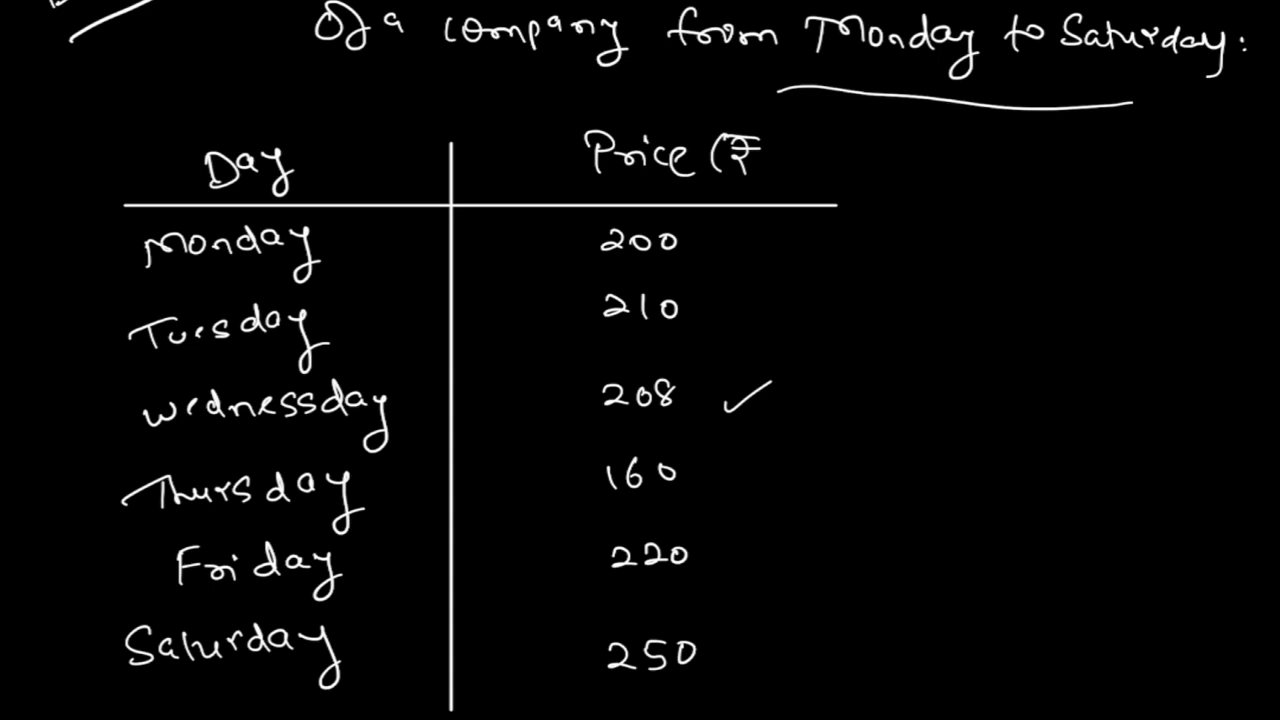 Of a company from Monday to Saturday:
Day Price (₹
Monday 200
Tuesday 210
Wednessday 208
Thursday 160
Friday 220
Saturday 250